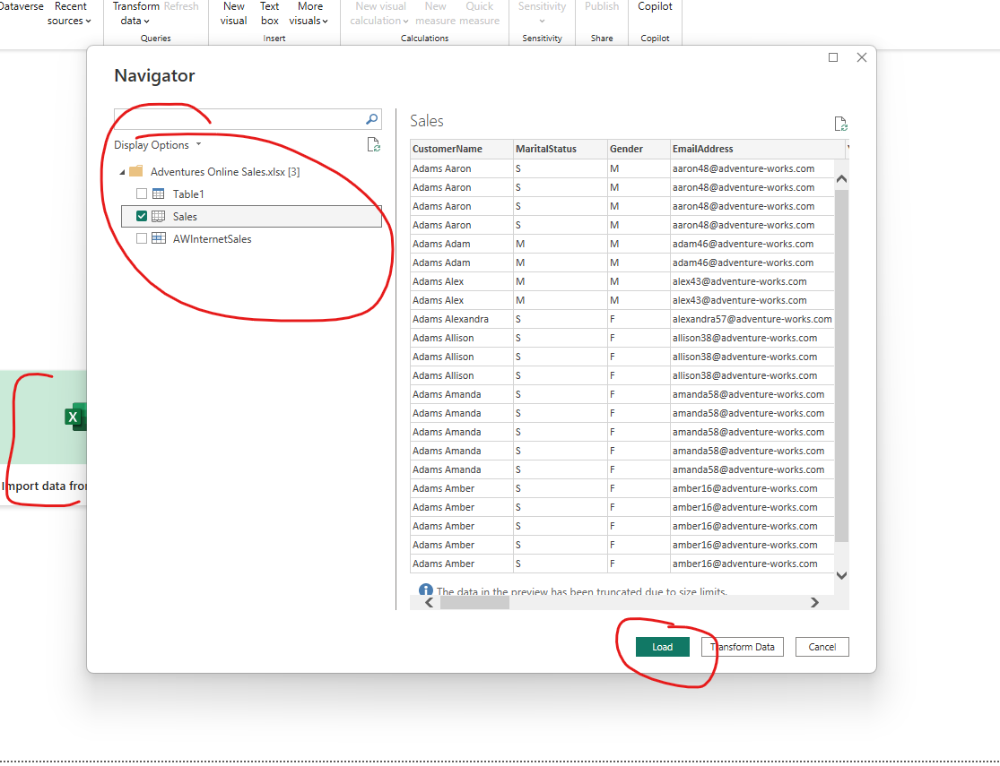 Dataverse Recent sources Transform data Refresh New visual Text box More visuals New visual calculation New measure Quick measure Sensitivity Publish Copilot
Queries Insert Calculations Sensitivity Share Copilot
Navigator
Display Options
Adventures Online Sales.xlsx [3]
Table1
Sales
AWInternetSales
Sales
CustomerName MaritalStatus Gender EmailAddress
Adams Aaron S M aaron48@adventure-works.com
Adams Aaron S M aaron48@adventure-works.com
Adams Aaron S M aaron48@adventure-works.com
Adams Aaron S M aaron48@adventure-works.com
Adams Adam M M adam46@adventure-works.com
Adams Adam M M adam46@adventure-works.com
Adams Alex M M alex43@adventure-works.com
Adams Alex M M alex43@adventure-works.com
Adams Alexandra S F alexandra57@adventure-works.com
Adams Allison S F allison38@adventure-works.com
Adams Allison S F allison38@adventure-works.com
Adams Allison S F allison38@adventure-works.com
Adams Amanda S F amanda58@adventure-works.com
Adams Amanda S F amanda58@adventure-works.com
Adams Amanda S F amanda58@adventure-works.com
Adams Amanda S F amanda58@adventure-works.com
Adams Amanda S F amanda58@adventure-works.com
Adams Amber S F amber16@adventure-works.com
Adams Amber S F amber16@adventure-works.com
Adams Amber S F amber16@adventure-works.com
Adams Amber S F amber16@adventure-works.com
Adams Amber S F amber16@adventure-works.com
The data in the preview has been truncated due to size limits.
Import data
Load Transform Data Cancel